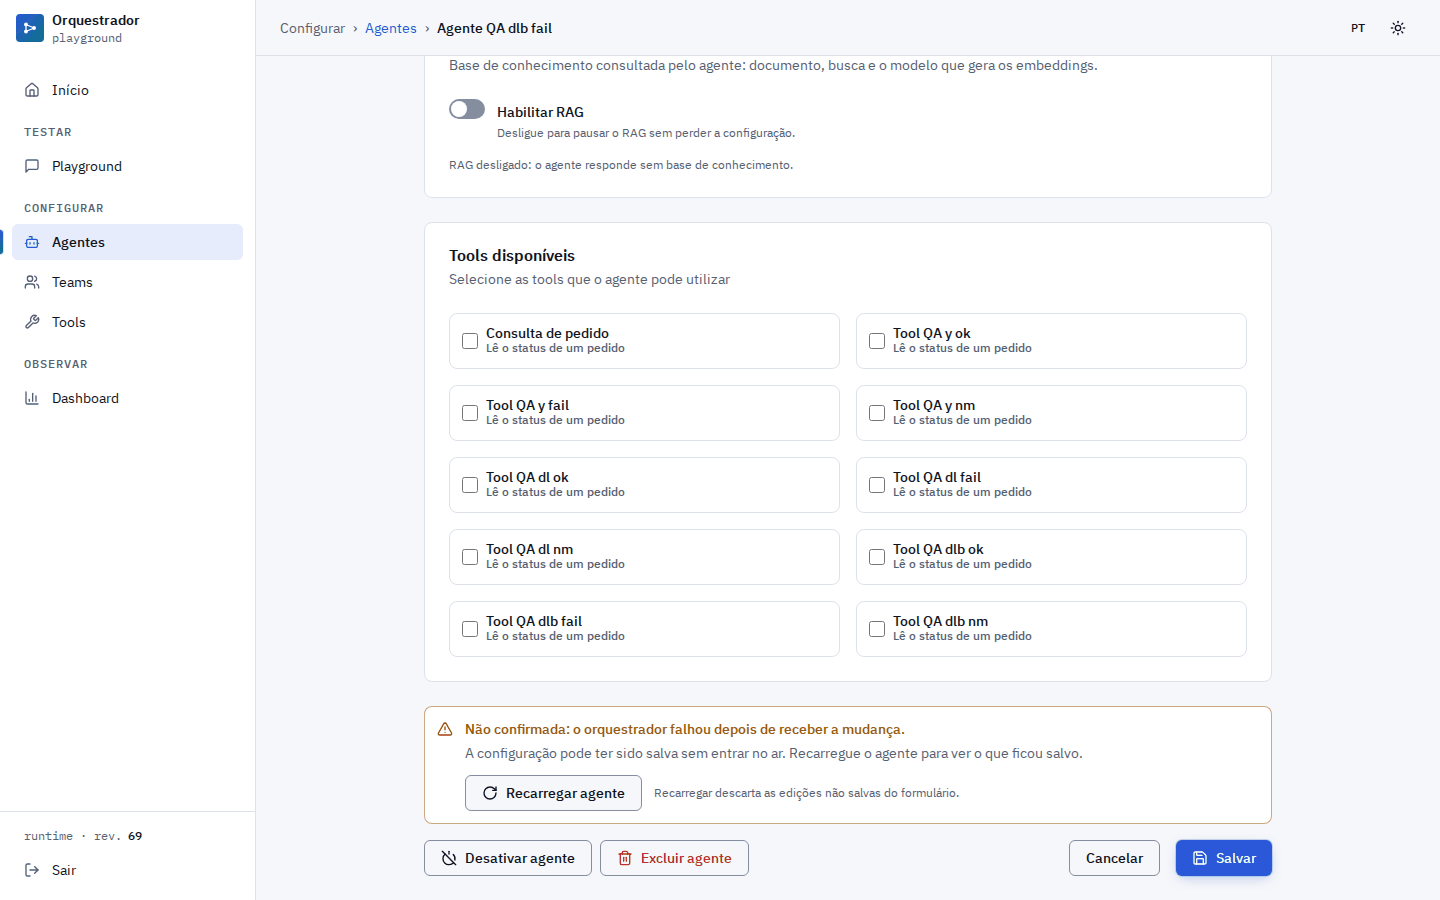 Orquestrador
playground
Início
TESTAR
Playground
CONFIGURAR
Agentes
Teams
Tools
OBSERVAR
Dashboard
runtime · rev. 69
Sair
Configurar › Agentes › Agente QA dlb fail
PT
Base de conhecimento consultada pelo agente: documento, busca e o modelo que gera os embeddings.
Habilitar RAG
Desligue para pausar o RAG sem perder a configuração.
RAG desligado: o agente responde sem base de conhecimento.
Tools disponíveis
Selecione as tools que o agente pode utilizar
Consulta de pedido
Lê o status de um pedido
Tool QA y ok
Lê o status de um pedido
Tool QA y fail
Lê o status de um pedido
Tool QA y nm
Lê o status de um pedido
Tool QA dl ok
Lê o status de um pedido
Tool QA dl fail
Lê o status de um pedido
Tool QA dl nm
Lê o status de um pedido
Tool QA dlb ok
Lê o status de um pedido
Tool QA dlb fail
Lê o status de um pedido
Tool QA dlb nm
Lê o status de um pedido
Não confirmada: o orquestrador falhou depois de receber a mudança.
A configuração pode ter sido salva sem entrar no ar. Recarregue o agente para ver o que ficou salvo.
Recarregar agente
Recarregar descarta as edições não salvas do formulário.
Desativar agente
Excluir agente
Cancelar
Salvar